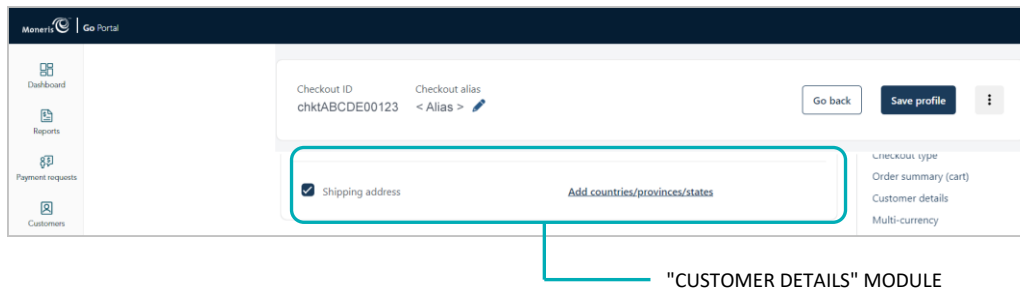 Moneris Go Portal
Dashboard
Reports
Payment requests
Customers
Checkout ID
chktABCDE00123
Checkout alias
< Alias >
Go back
Save profile
Shipping address
Add countries/provinces/states
Checkout type
Order summary (cart)
Customer details
Multi-currency
"CUSTOMER DETAILS" MODULE